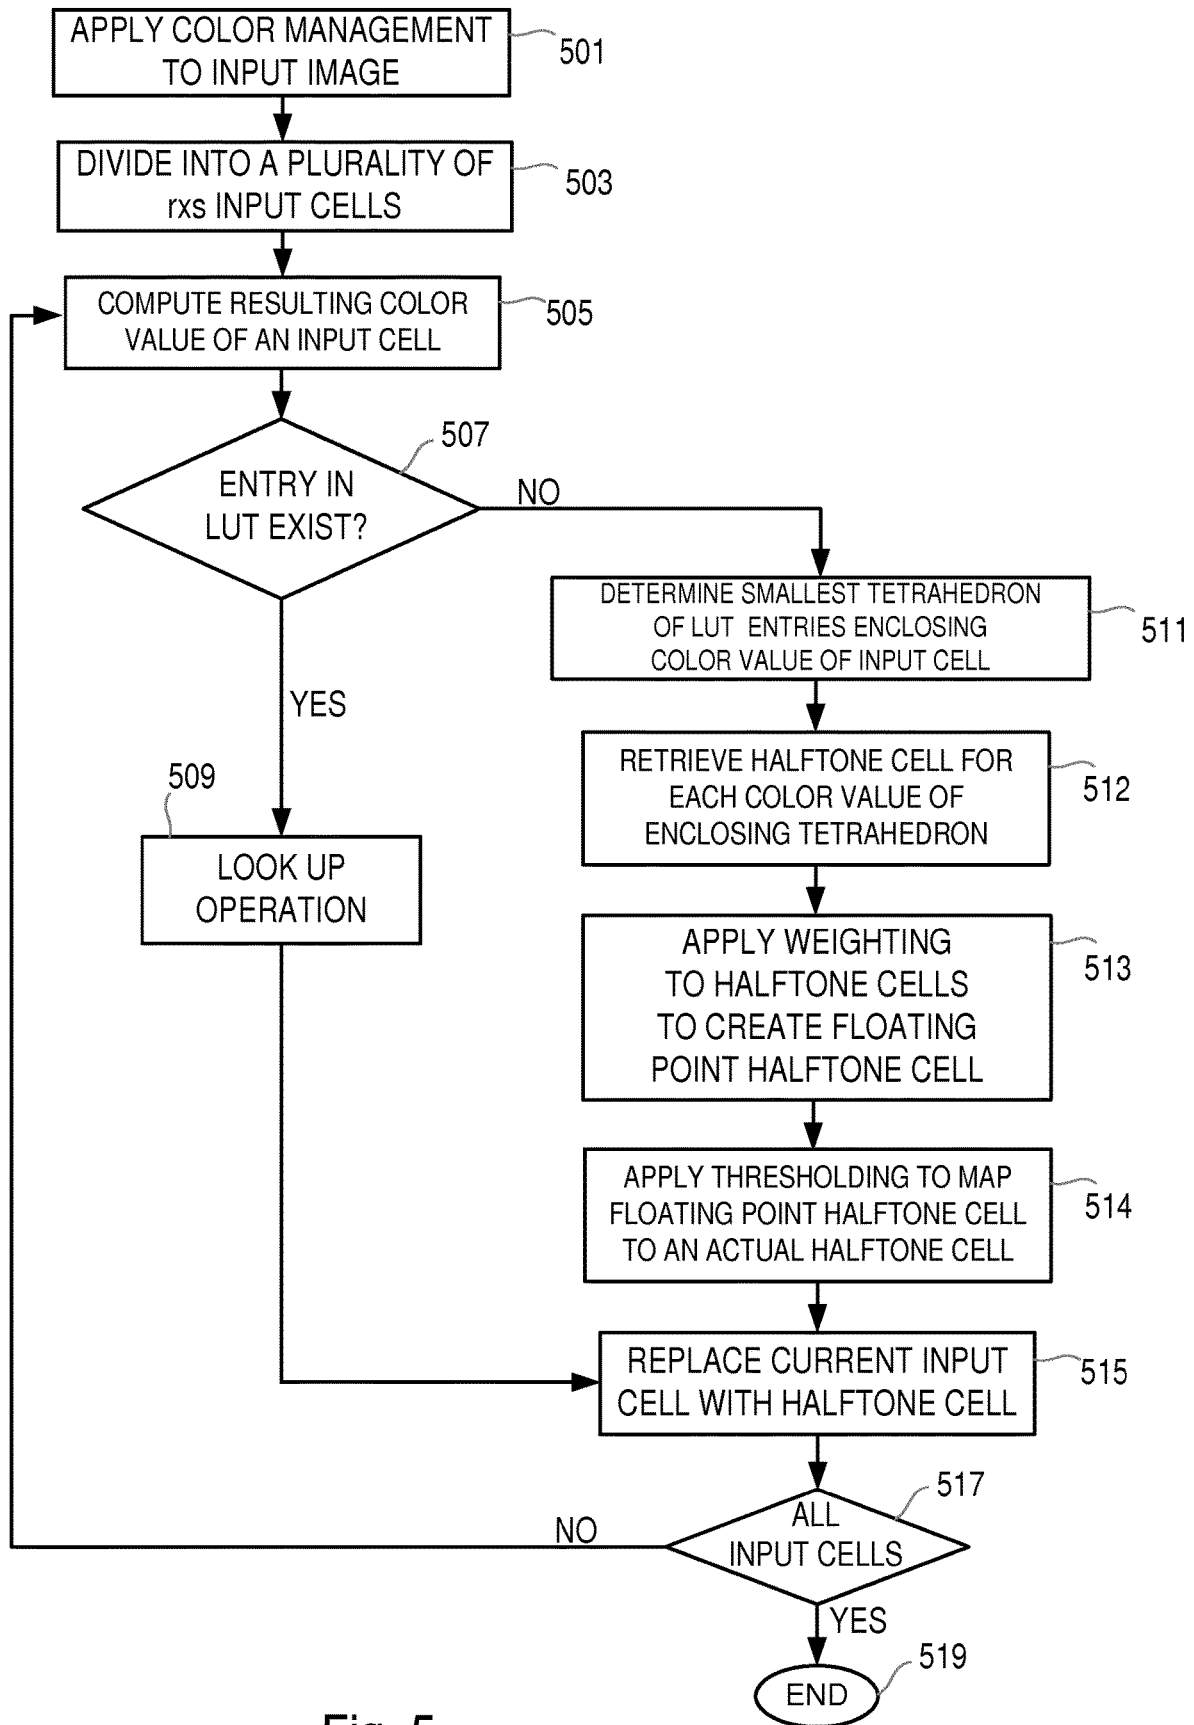 APPLY COLOR MANAGEMENT
TO INPUT IMAGE
501
DIVIDE INTO A PLURALITY OF
rxs INPUT CELLS
503
COMPUTE RESULTING COLOR
VALUE OF AN INPUT CELL
505
507
ENTRY IN
LUT EXIST?
NO
YES
DETERMINE SMALLEST TETRAHEDRON
OF LUT ENTRIES ENCLOSING
COLOR VALUE OF INPUT CELL
511
RETRIEVE HALFTONE CELL FOR
EACH COLOR VALUE OF
ENCLOSING TETRAHEDRON
512
509
LOOK UP
OPERATION
APPLY WEIGHTING
TO HALFTONE CELLS
TO CREATE FLOATING
POINT HALFTONE CELL
513
APPLY THRESHOLDING TO MAP
FLOATING POINT HALFTONE CELL
TO AN ACTUAL HALFTONE CELL
514
REPLACE CURRENT INPUT
CELL WITH HALFTONE CELL
515
517
ALL
INPUT CELLS
NO
YES
519
END
Fig. 5